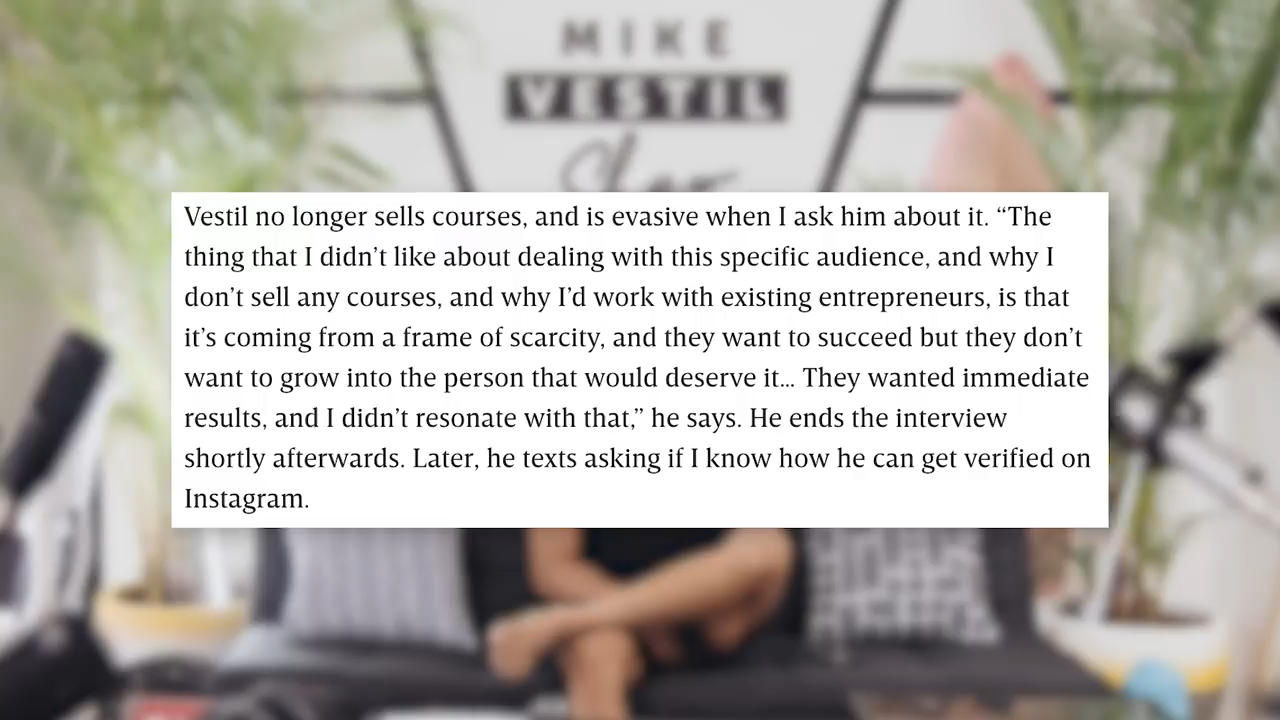 MIKE
VESTIL
Show
Vestil no longer sells courses, and is evasive when I ask him about it. “The
thing that I didn’t like about dealing with this specific audience, and why I
don’t sell any courses, and why I’d work with existing entrepreneurs, is that
it’s coming from a frame of scarcity, and they want to succeed but they don’t
want to grow into the person that would deserve it... They wanted immediate
results, and I didn’t resonate with that,” he says. He ends the interview
shortly afterwards. Later, he texts asking if I know how he can get verified on
Instagram.